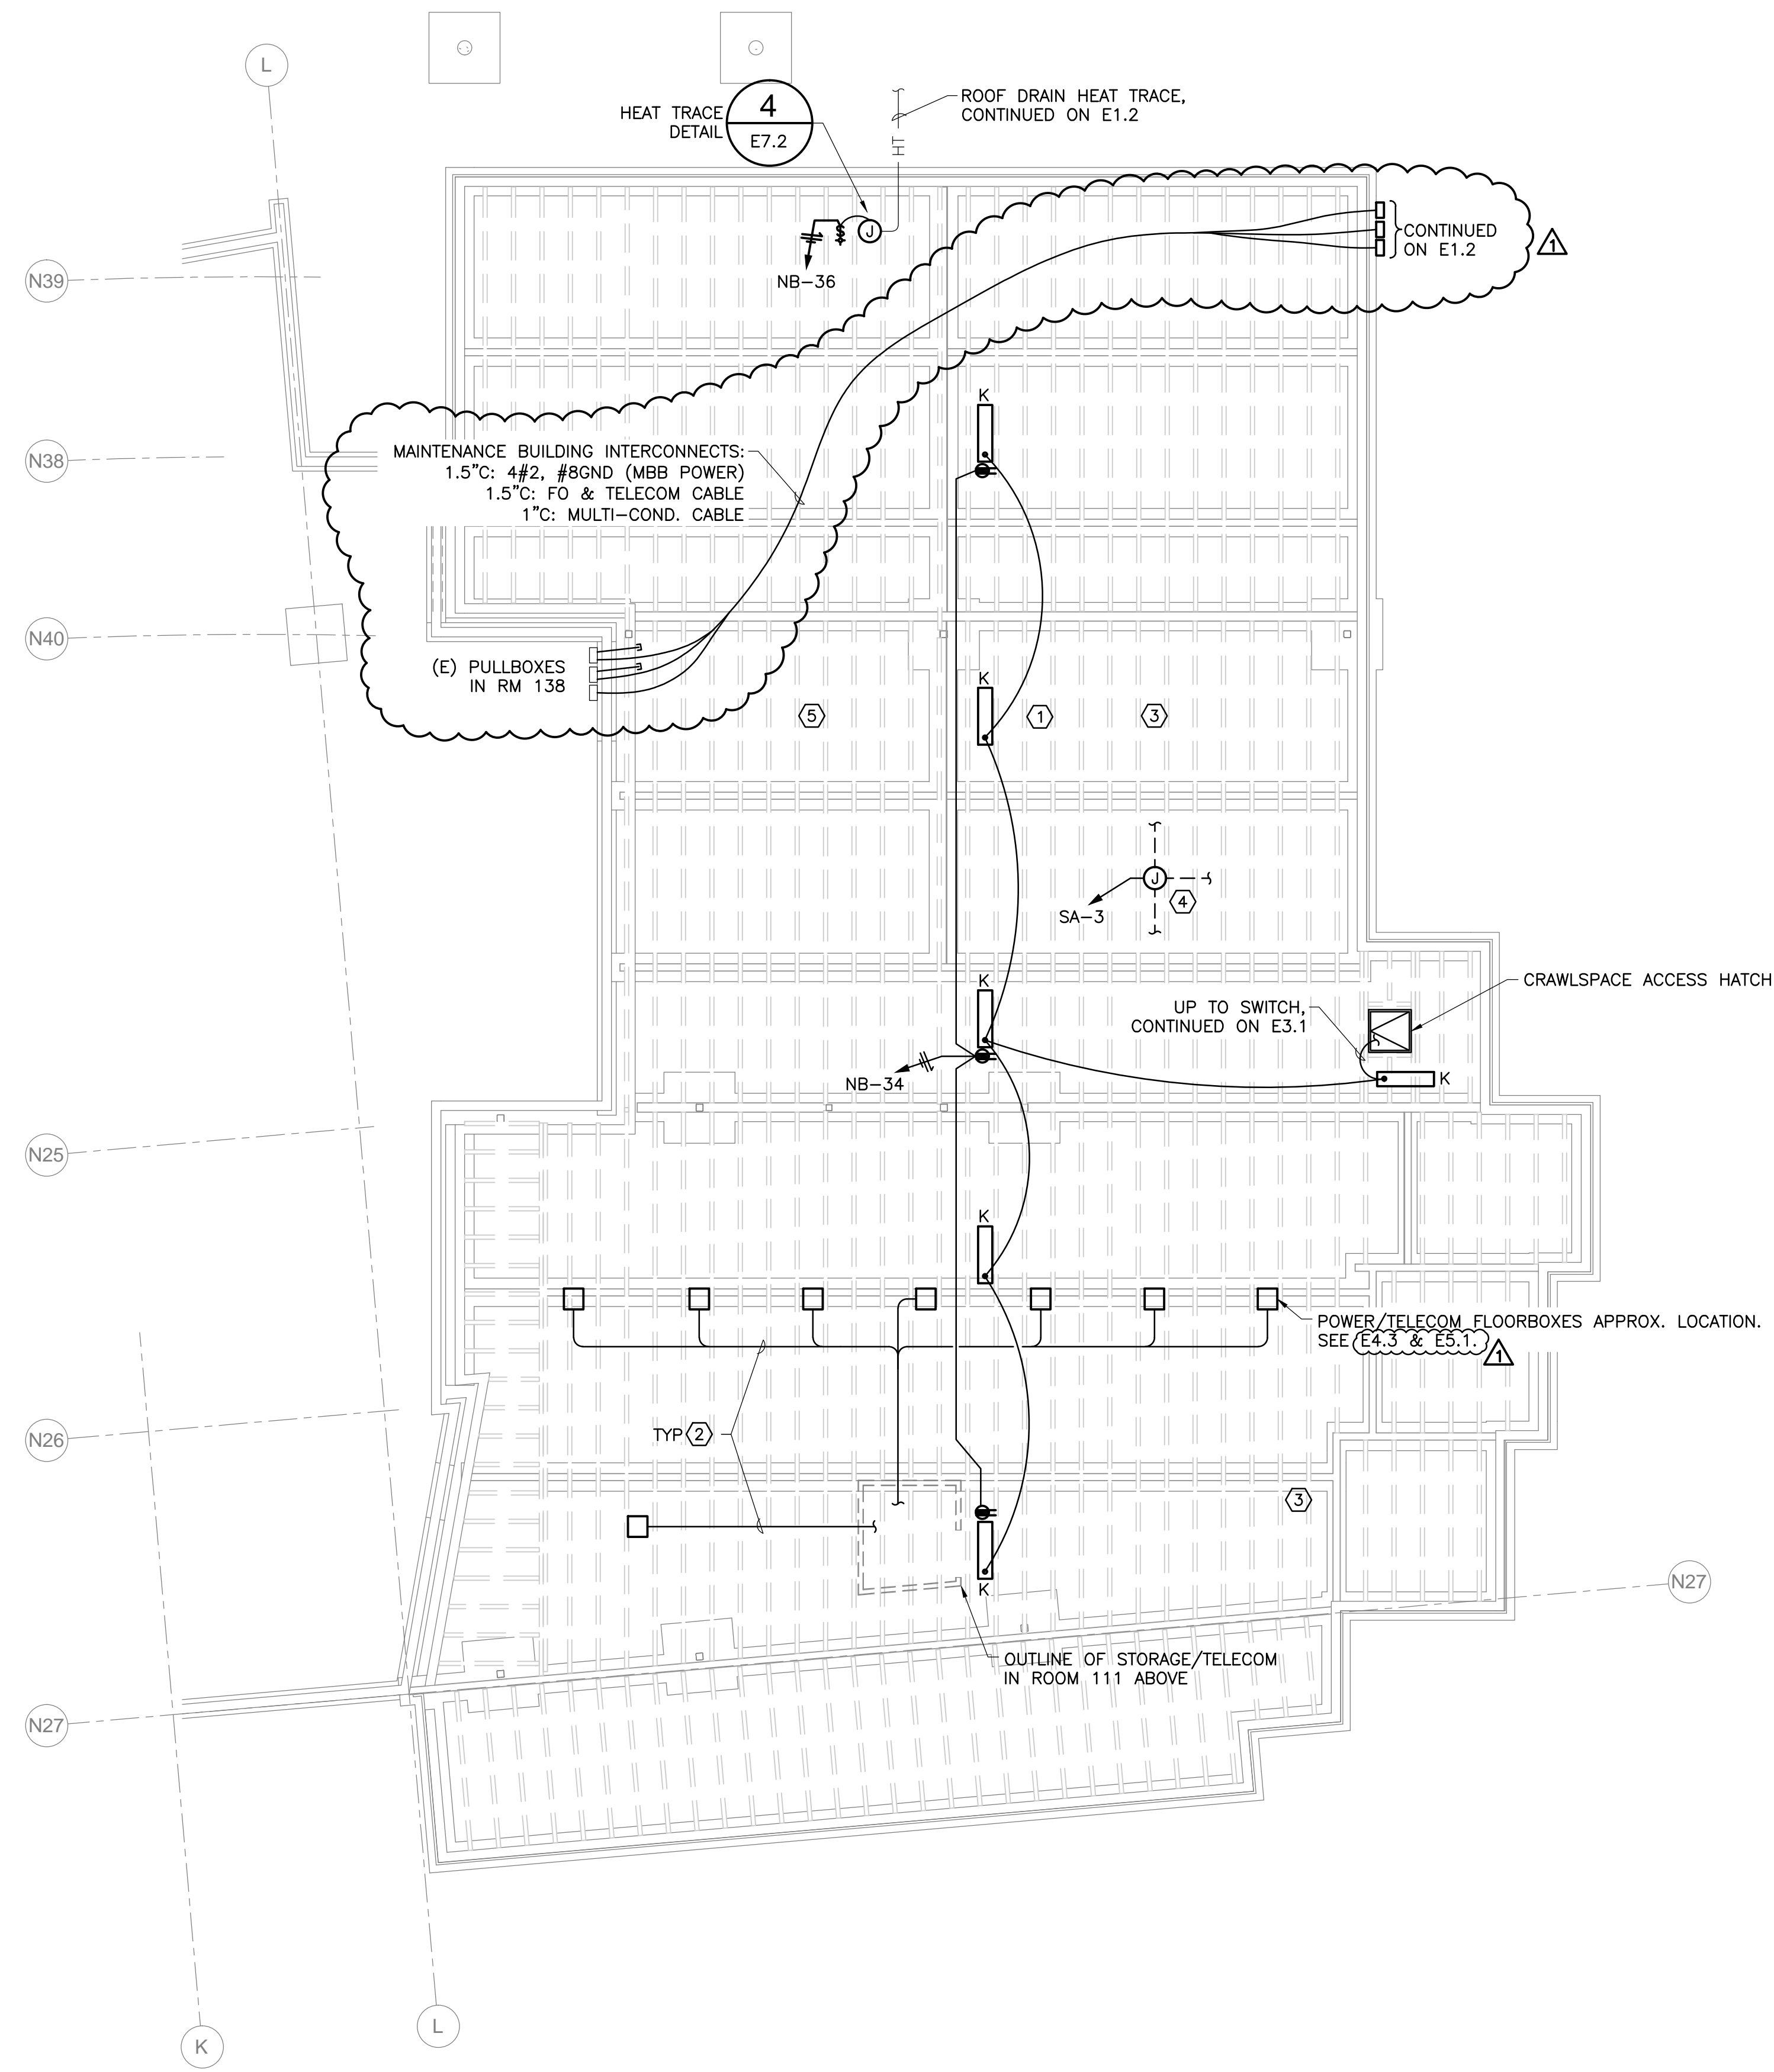 L
HEAT TRACE
DETAIL
4
E7.2
ROOF DRAIN HEAT TRACE,
CONTINUED ON E1.2
HT
$
J
NB-36
CONTINUED
ON E1.2
1
N39
N38
K
MAINTENANCE BUILDING INTERCONNECTS:
1.5"C: 4#2, #8GND (MBB POWER)
1.5"C: FO & TELECOM CABLE
1"C: MULTI-COND. CABLE
N40
(E) PULLBOXES
IN RM 138
K
5
1
3
J
SA-3
4
K
CRAWLSPACE ACCESS HATCH
UP TO SWITCH,
CONTINUED ON E3.1
NB-34
K
N25
K
POWER/TELECOM FLOORBOXES APPROX. LOCATION.
SEE E4.3 & E5.1.
1
N26
TYP 2
3
K
N27
OUTLINE OF STORAGE/TELECOM
IN ROOM 111 ABOVE
N27
L
K